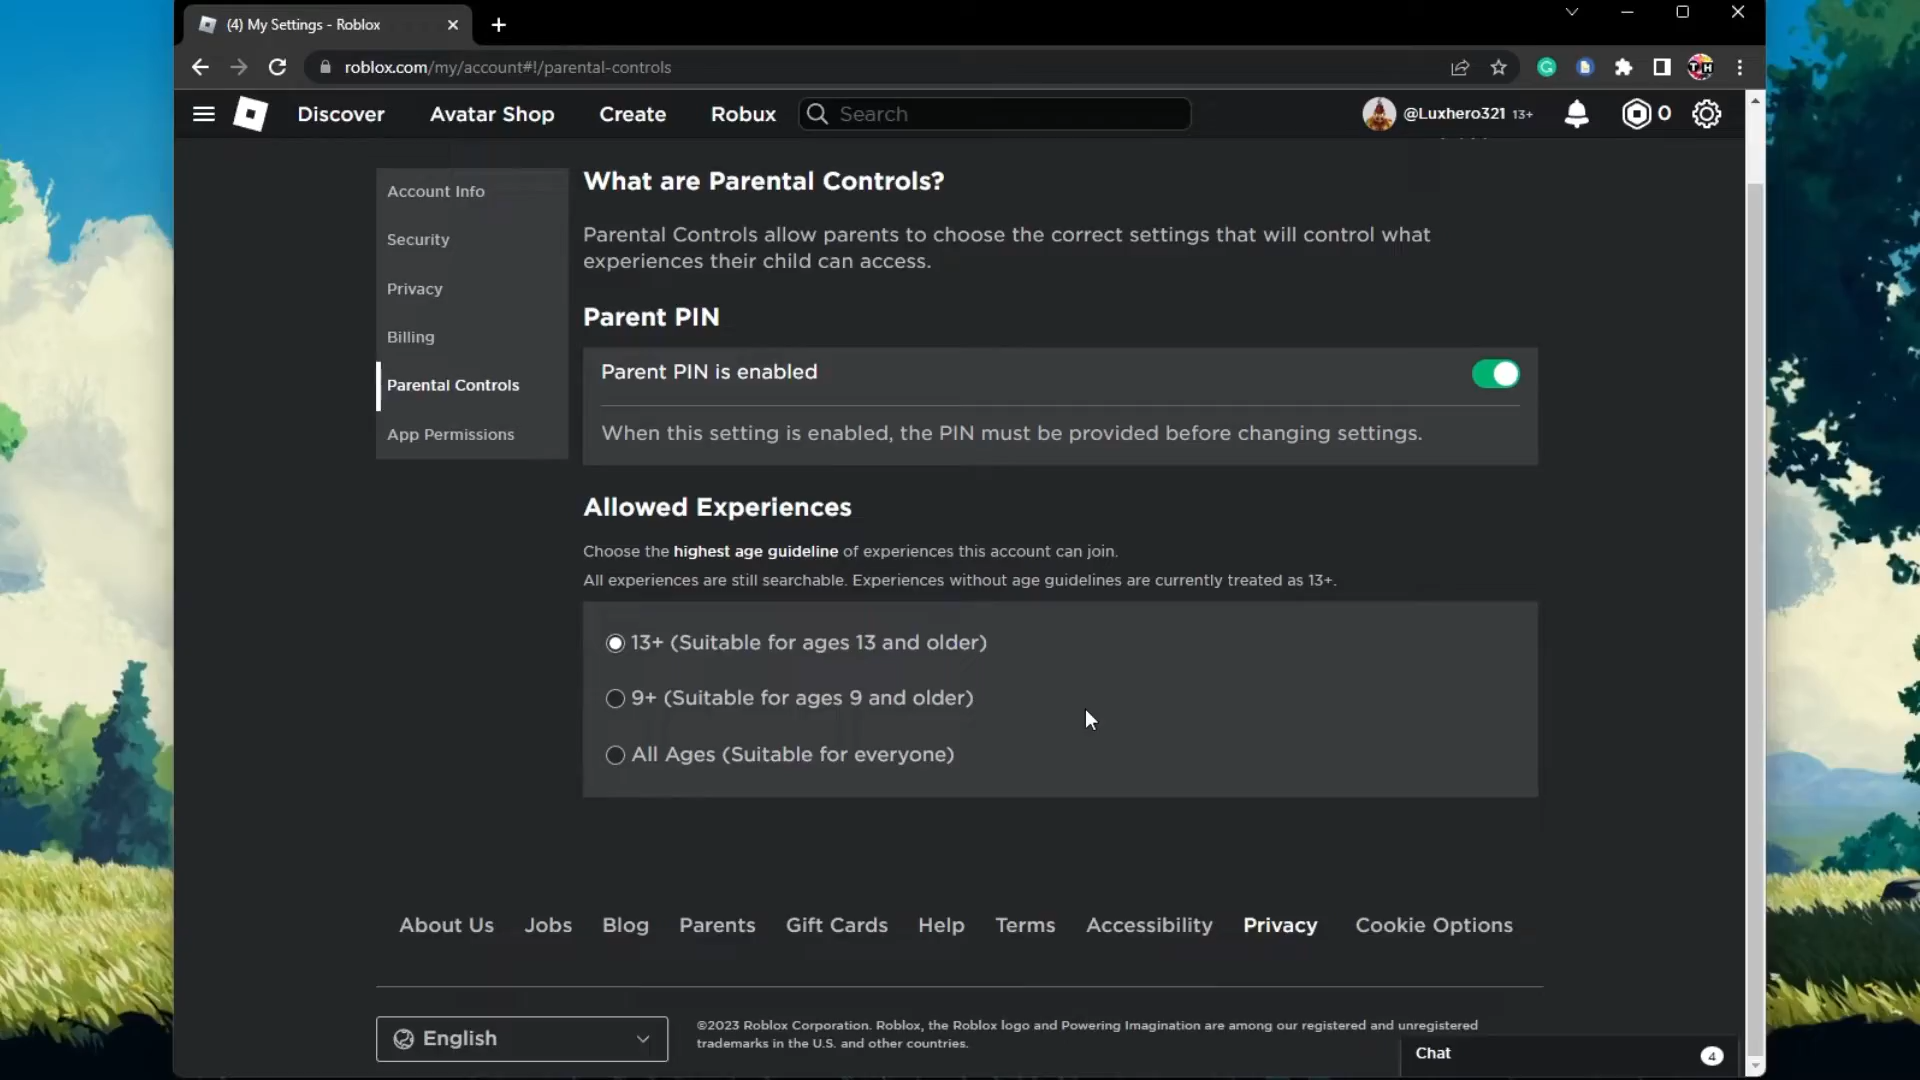 (4) My Settings - Roblox
roblox.com/my/account#!/parental-controls
Discover
Avatar Shop
Create
Robux
Search
@Luxhero321 13+
0
Account Info
Security
Privacy
Billing
Parental Controls
App Permissions
What are Parental Controls?
Parental Controls allow parents to choose the correct settings that will control what
experiences their child can access.
Parent PIN
Parent PIN is enabled
When this setting is enabled, the PIN must be provided before changing settings.
Allowed Experiences
Choose the highest age guideline of experiences this account can join.
All experiences are still searchable. Experiences without age guidelines are currently treated as 13+.
13+ (Suitable for ages 13 and older)
9+ (Suitable for ages 9 and older)
All Ages (Suitable for everyone)
About Us
Jobs
Blog
Parents
Gift Cards
Help
Terms
Accessibility
Privacy
Cookie Options
English
©2023 Roblox Corporation. Roblox, the Roblox logo and Powering Imagination are among our registered and unregistered
trademarks in the U.S. and other countries.
Chat
4